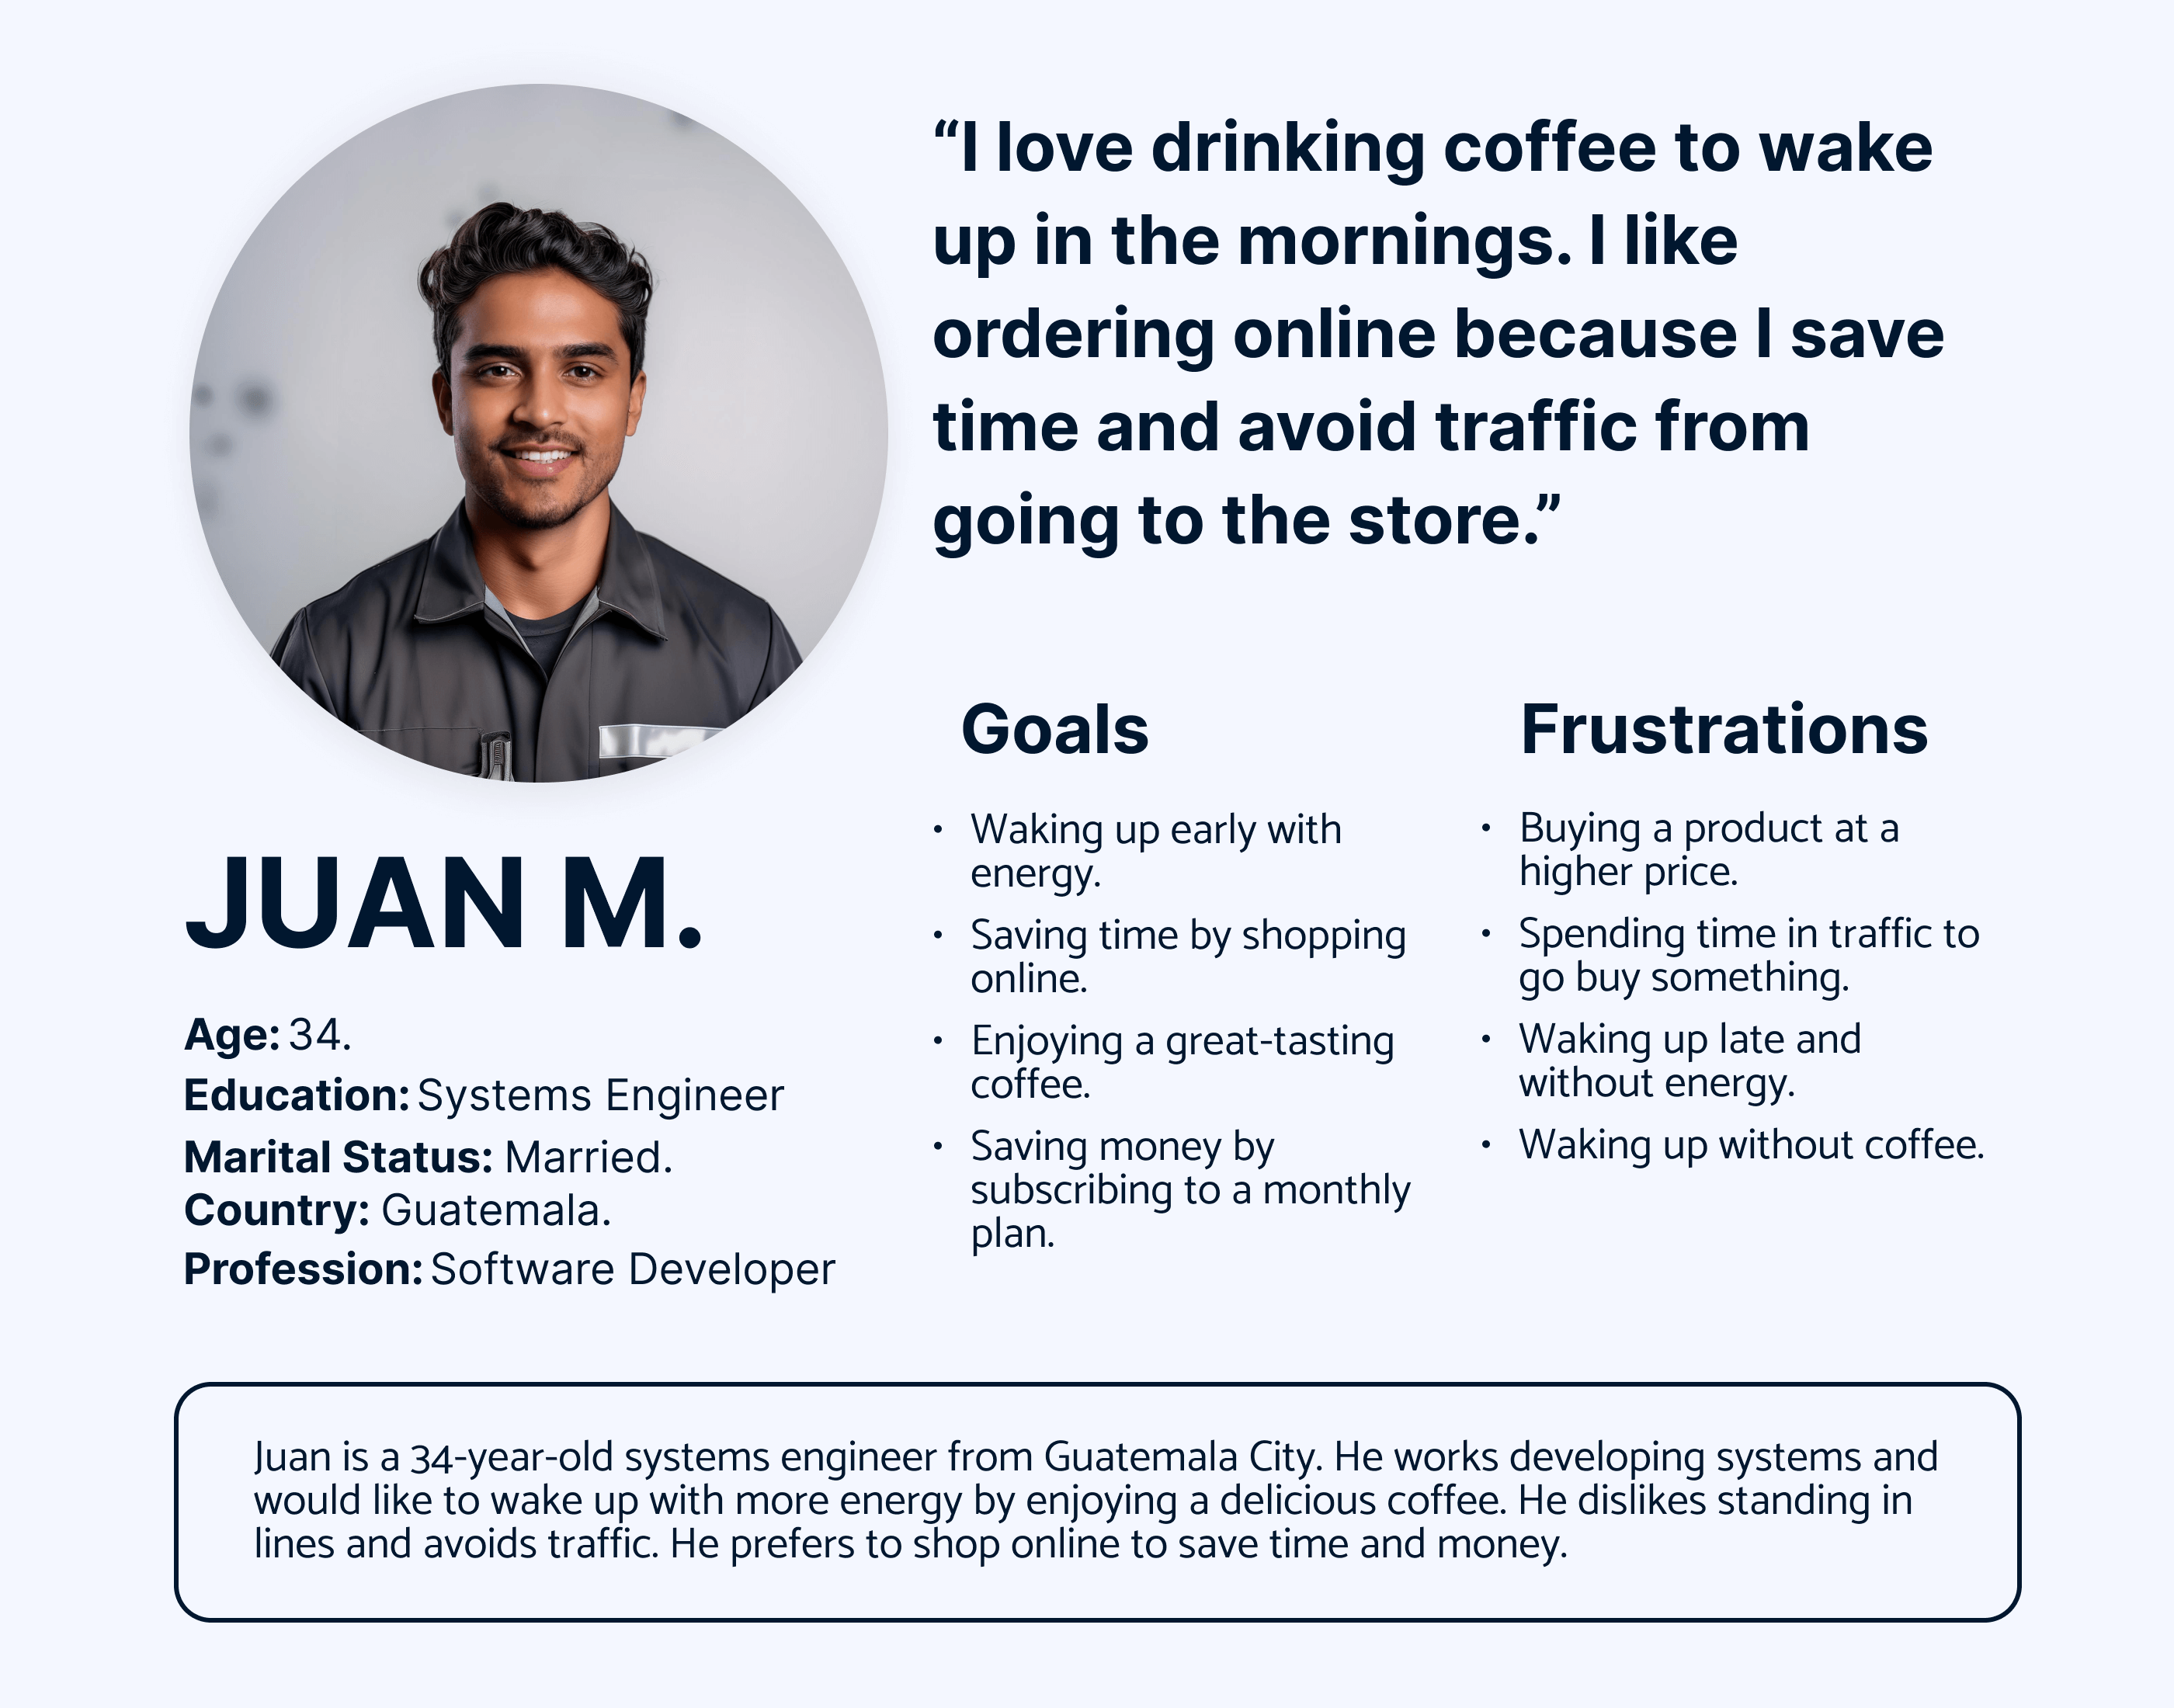 “I love drinking coffee to wake
up in the mornings. I like
ordering online because I save
time and avoid traffic from
going to the store.”
JUAN M.
Age: 34.
Education: Systems Engineer
Marital Status: Married.
Country: Guatemala.
Profession: Software Developer
Goals
• Waking up early with
energy.
• Saving time by shopping
online.
• Enjoying a great-tasting
coffee.
• Saving money by
subscribing to a monthly
plan.
Frustrations
• Buying a product at a
higher price.
• Spending time in traffic to
go buy something.
• Waking up late and
without energy.
• Waking up without coffee.
Juan is a 34-year-old systems engineer from Guatemala City. He works developing systems and
would like to wake up with more energy by enjoying a delicious coffee. He dislikes standing in
lines and avoids traffic. He prefers to shop online to save time and money.